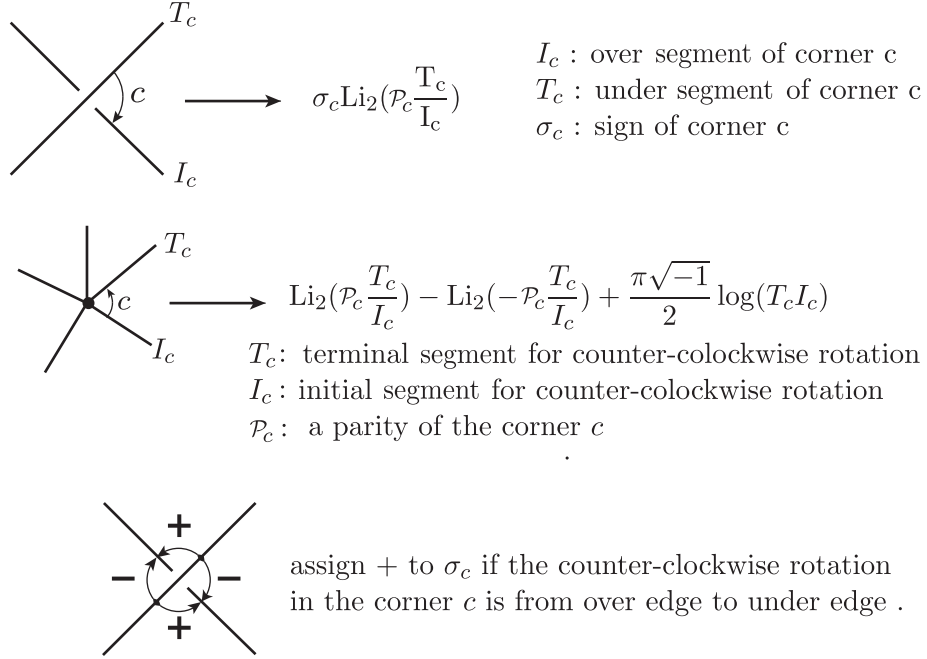 T_c
c
I_c
σ_c Li_2(𝒫_c T_c/I_c)
I_c : over segment of corner c
T_c : under segment of corner c
σ_c : sign of corner c
T_c
c
I_c
Li_2(𝒫_c T_c/I_c) − Li_2(−𝒫_c T_c/I_c) + π√−1/2 log(T_c I_c)
T_c: terminal segment for counter-colockwise rotation
I_c : initial segment for counter-colockwise rotation
𝒫_c : a parity of the corner c
.
+
− −
+
assign + to σ_c if the counter-clockwise rotation
in the corner c is from over edge to under edge .